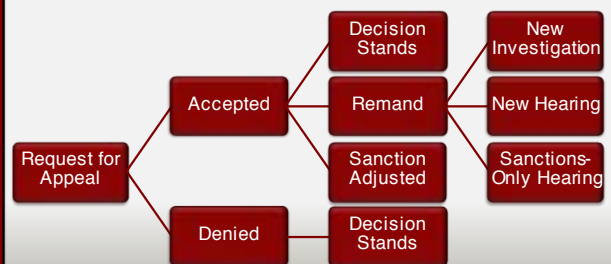 Decision
Stands
New
Investigation
Accepted
Remand
New Hearing
Request for
Appeal
Sanction
Adjusted
Sanctions-
Only Hearing
Denied
Decision
Stands